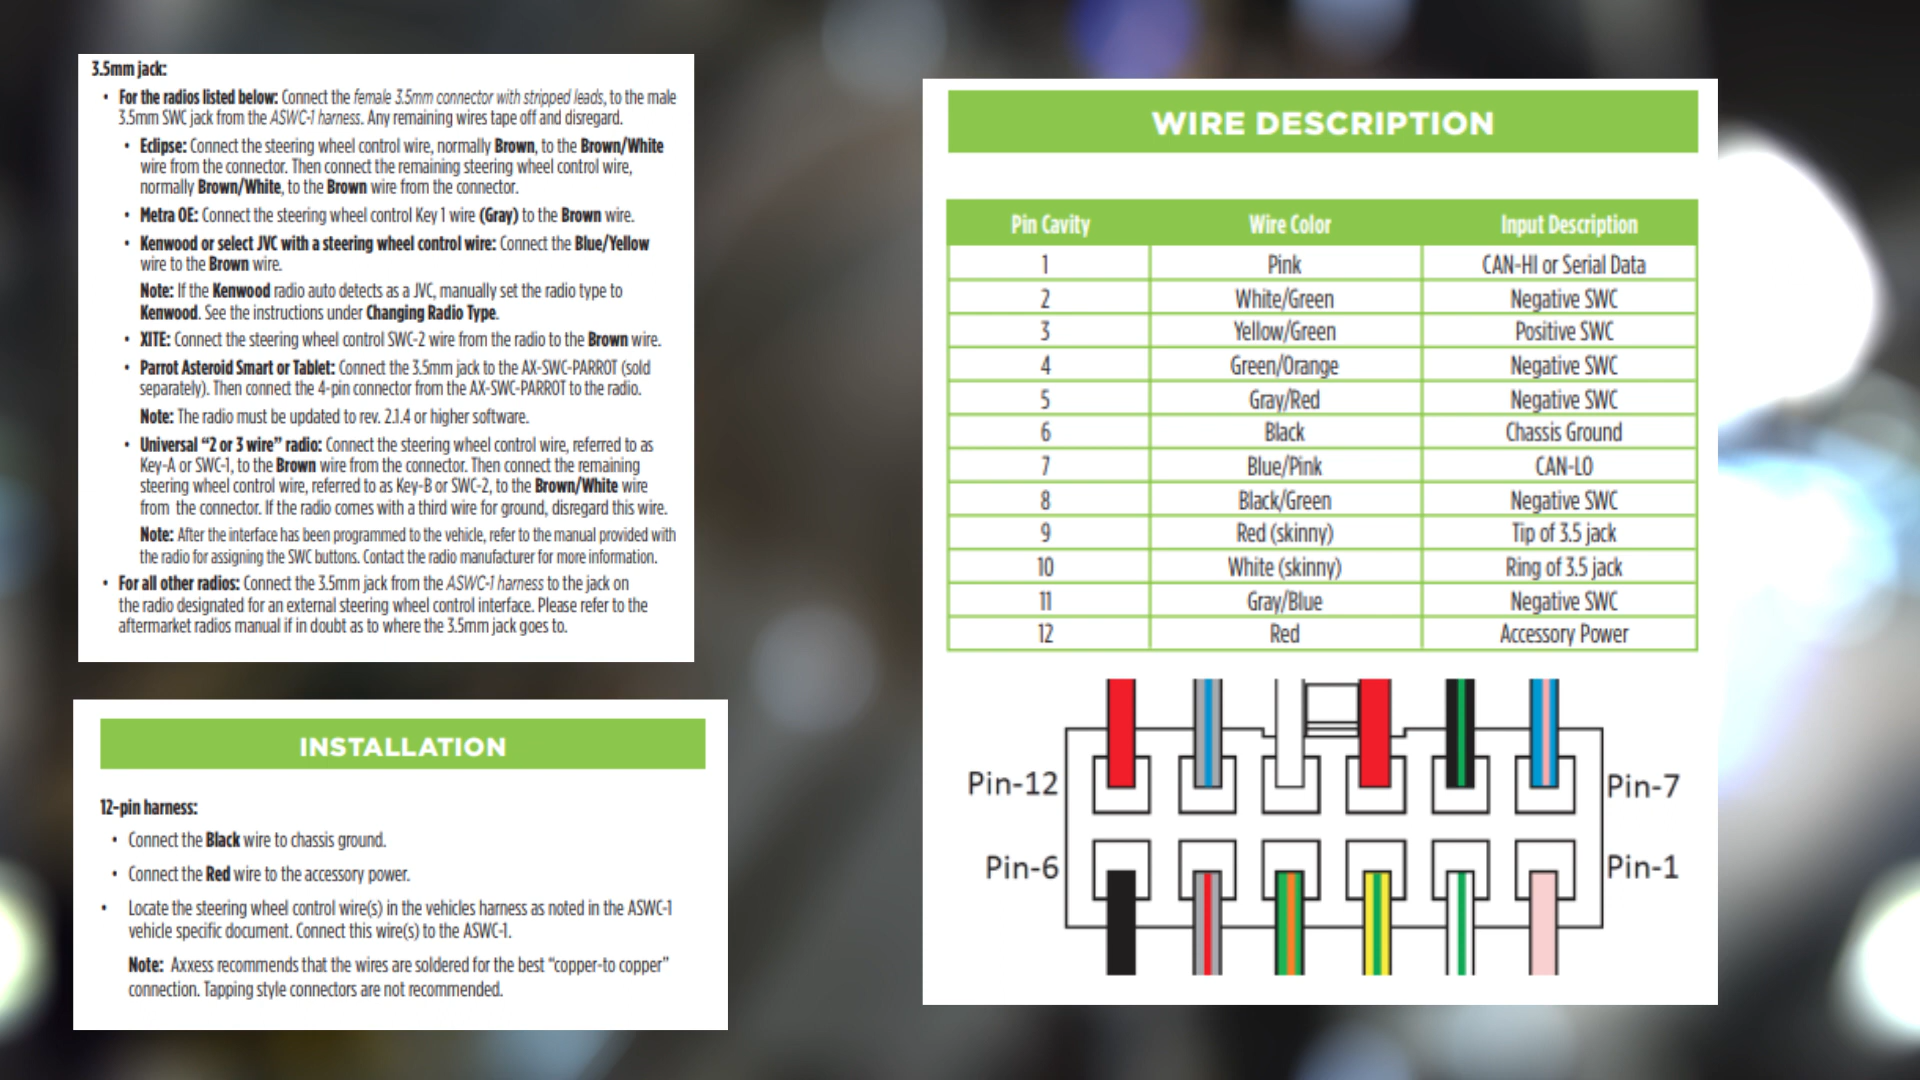 3.5mm jack:
• For the radios listed below: Connect the female 3.5mm connector with stripped leads, to the male
3.5mm SWC jack from the ASWC-1 harness. Any remaining wires tape off and disregard.
• Eclipse: Connect the steering wheel control wire, normally Brown, to the Brown/White
wire from the connector. Then connect the remaining steering wheel control wire,
normally Brown/White, to the Brown wire from the connector.
• Metra OE: Connect the steering wheel control Key 1 wire (Gray) to the Brown wire.
• Kenwood or select JVC with a steering wheel control wire: Connect the Blue/Yellow
wire to the Brown wire.
Note: If the Kenwood radio auto detects as a JVC, manually set the radio type to
Kenwood. See the instructions under Changing Radio Type.
• XITE: Connect the steering wheel control SWC-2 wire from the radio to the Brown wire.
• Parrot Asteroid Smart or Tablet: Connect the 3.5mm jack to the AX-SWC-PARROT (sold
separately). Then connect the 4-pin connector from the AX-SWC-PARROT to the radio.
Note: The radio must be updated to rev. 2.1.4 or higher software.
• Universal “2 or 3 wire” radio: Connect the steering wheel control wire, referred to as
Key-A or SWC-1, to the Brown wire from the connector. Then connect the remaining
steering wheel control wire, referred to as Key-B or SWC-2, to the Brown/White wire
from the connector. If the radio comes with a third wire for ground, disregard this wire.
Note: After the interface has been programmed to the vehicle, refer to the manual provided with
the radio for assigning the SWC buttons. Contact the radio manufacturer for more information.
• For all other radios: Connect the 3.5mm jack from the ASWC-1 harness to the jack on
the radio designated for an external steering wheel control interface. Please refer to the
aftermarket radios manual if in doubt as to where the 3.5mm jack goes to.
INSTALLATION
12-pin harness:
• Connect the Black wire to chassis ground.
• Connect the Red wire to the accessory power.
• Locate the steering wheel control wire(s) in the vehicles harness as noted in the ASWC-1
vehicle specific document. Connect this wire(s) to the ASWC-1.
Note: Axxess recommends that the wires are soldered for the best “copper-to copper”
connection. Tapping style connectors are not recommended.
WIRE DESCRIPTION
Pin Cavity Wire Color Input Description
1 Pink CAN-HI or Serial Data
2 White/Green Negative SWC
3 Yellow/Green Positive SWC
4 Green/Orange Negative SWC
5 Gray/Red Negative SWC
6 Black Chassis Ground
7 Blue/Pink CAN-LO
8 Black/Green Negative SWC
9 Red (skinny) Tip of 3.5 jack
10 White (skinny) Ring of 3.5 jack
11 Gray/Blue Negative SWC
12 Red Accessory Power
Pin-12 Pin-7
Pin-6 Pin-1